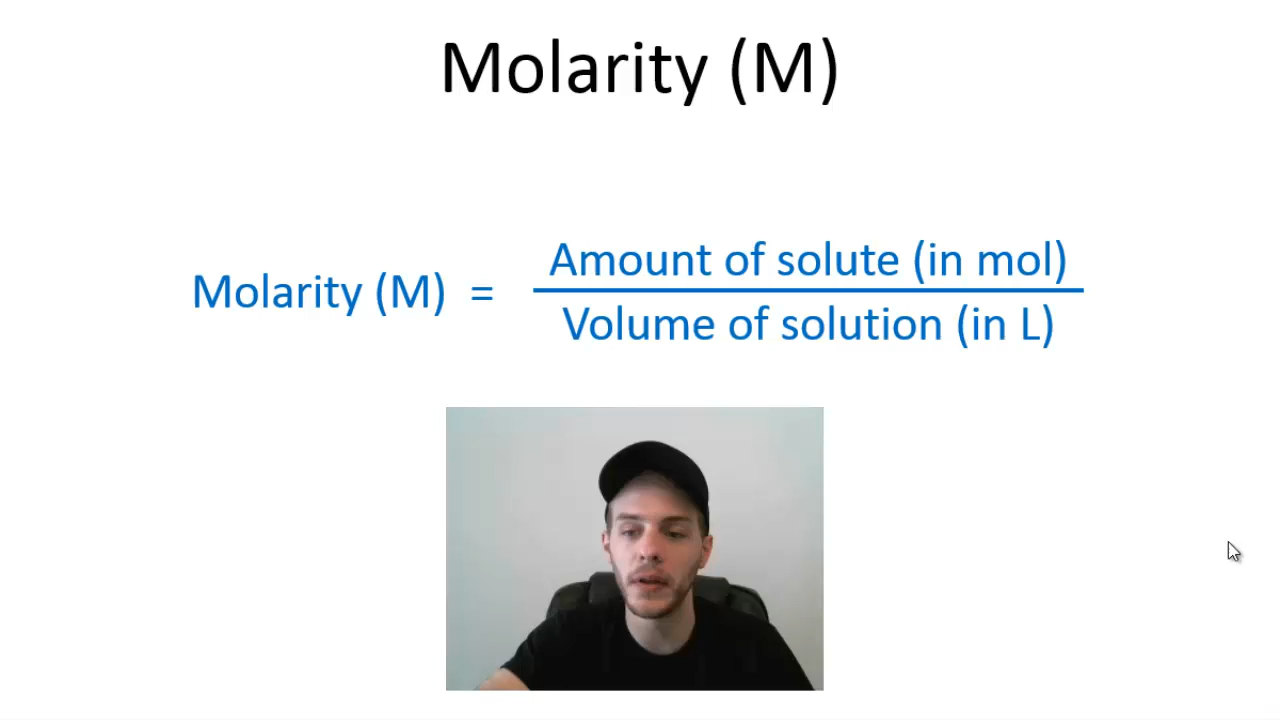 Molarity (M)
Molarity (M) =
Amount of solute (in mol)
Volume of solution (in L)